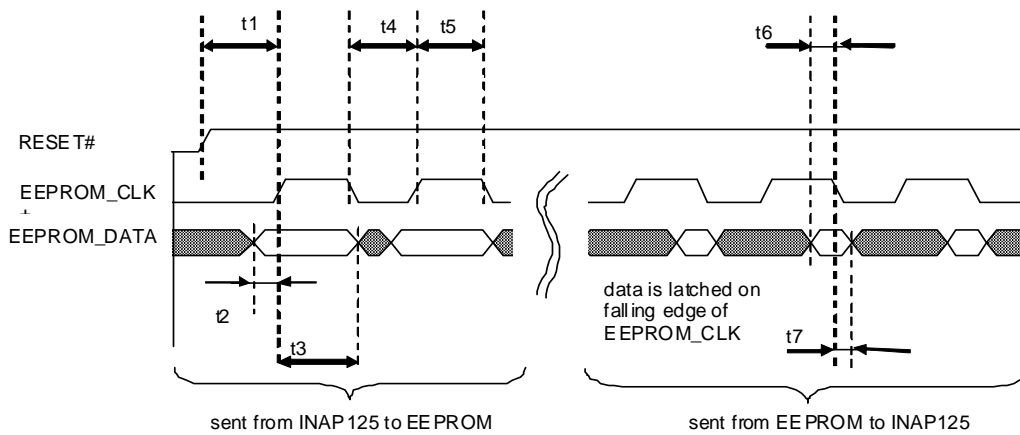 t1
t4
t5
t6
RESET#
EEPROM_CLK
EEPROM_DATA
t2
t3
data is latched on
falling edge of
EEPROM_CLK
t7
sent from INAP125 to EEPROM
sent from EEPROM to INAP125